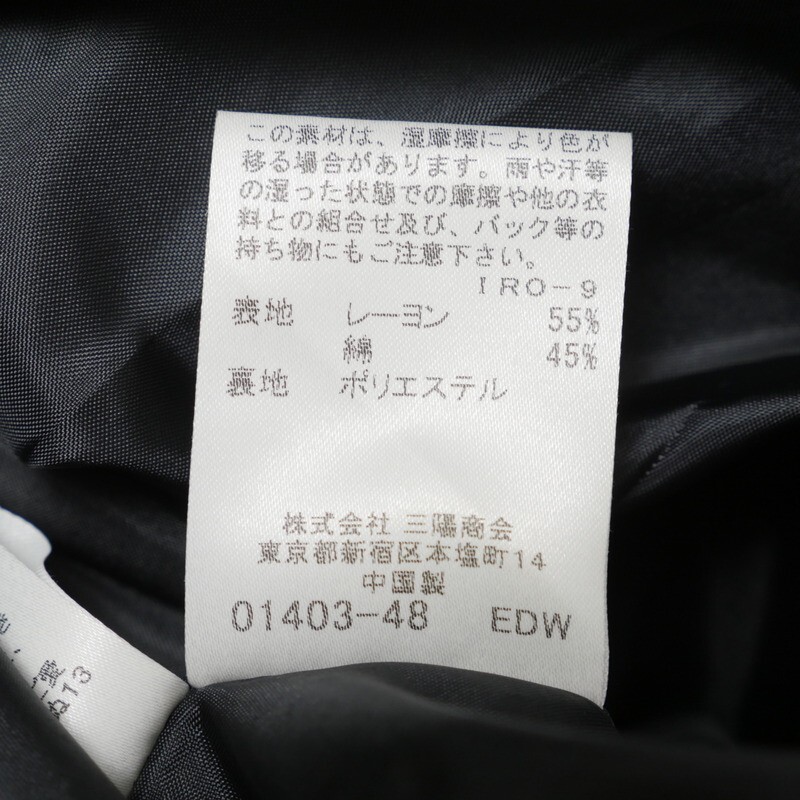 この素材は、湿摩擦により色が
移る場合があります。雨や汗等
の湿った状態での摩擦や他の衣
料との組合せ及び、バック等の
持ち物にもご注意下さい。
IRO-9
表地 レーヨン 55%
綿 45%
裏地 ポリエステル
株式会社 三陽商会
東京都新宿区本塩町14
中国製
01403-48 EDW
ぬ13